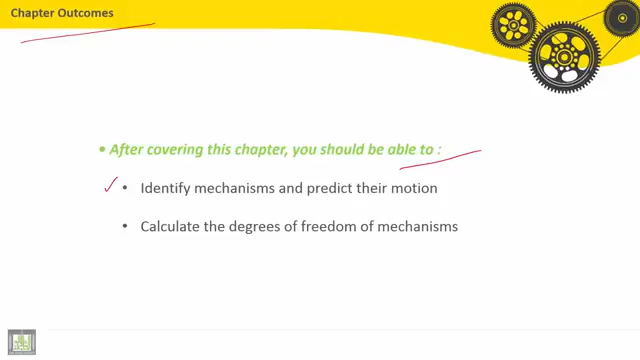 Chapter Outcomes
• After covering this chapter, you should be able to :
• Identify mechanisms and predict their motion
• Calculate the degrees of freedom of mechanisms